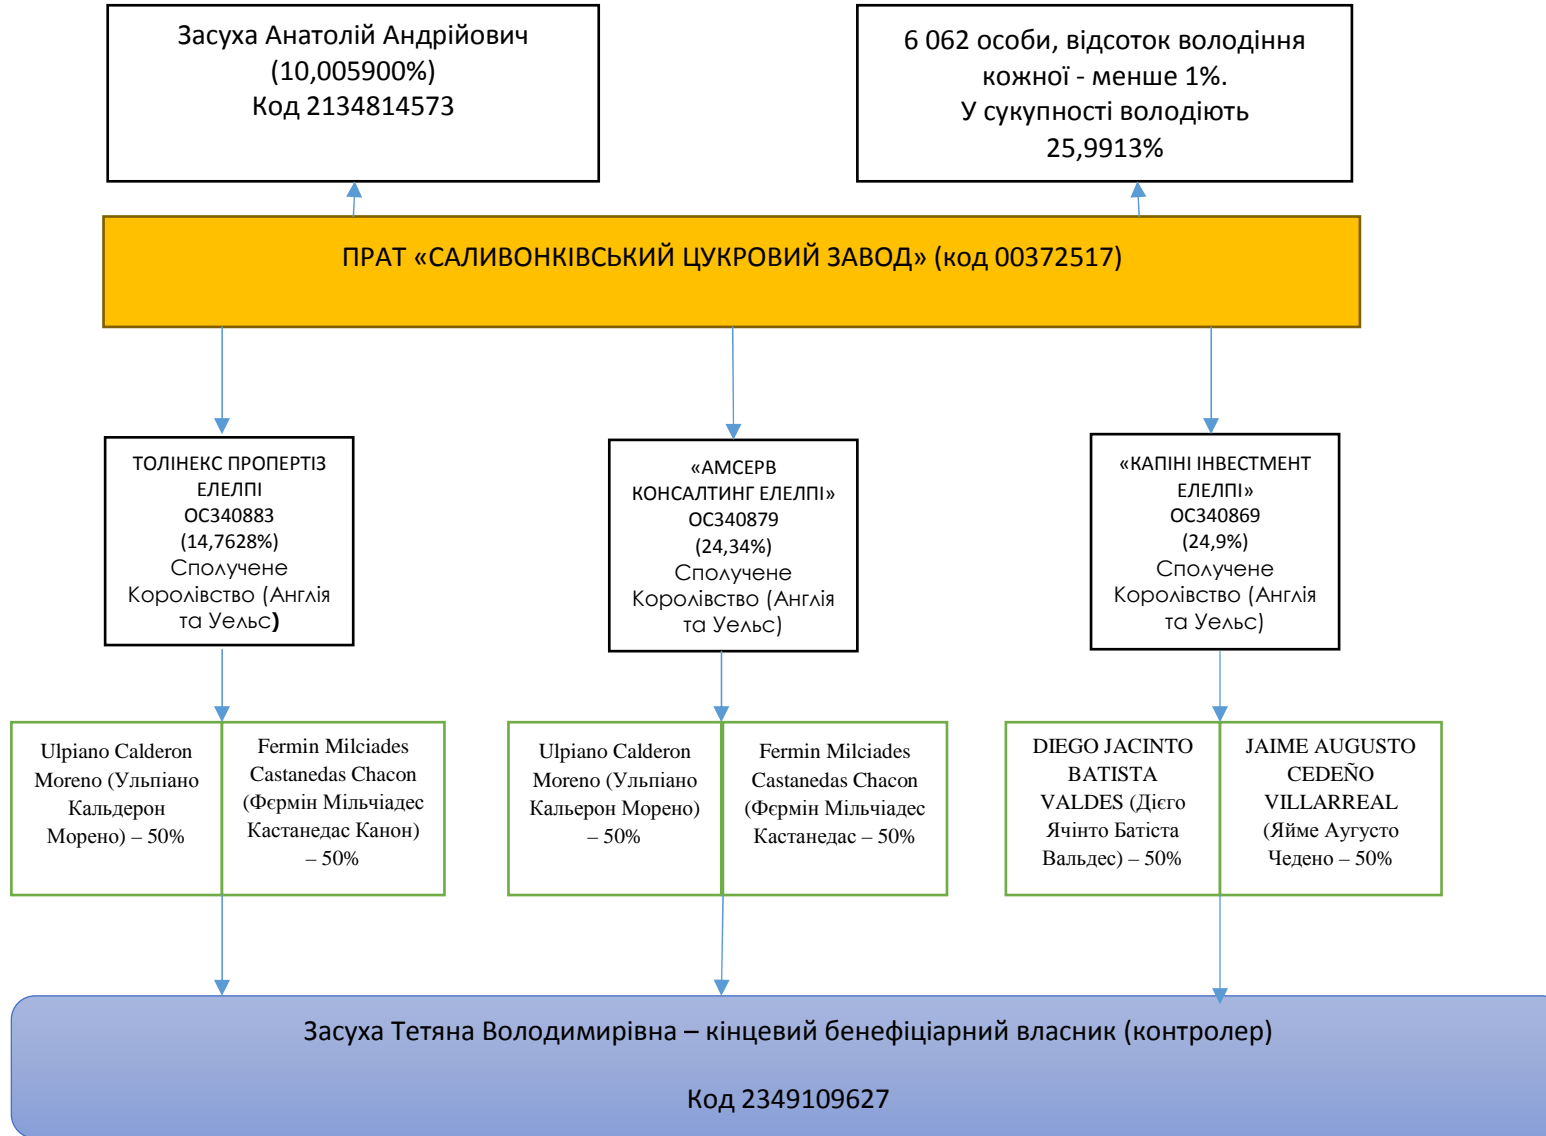 Засуха Анатолій Андрійович
(10,005900%)
Код 2134814573
6 062 особи, відсоток володіння
кожної - менше 1%.
У сукупності володіють
25,9913%
ПРАТ «САЛИВОНКІВСЬКИЙ ЦУКРОВИЙ ЗАВОД» (код 00372517)
ТОЛІНЕКС ПРОПЕРТІЗ
ЕЛЕЛПІ
ОС340883
(14,7628%)
Сполучене
Королівство (Англія
та Уельс)
«АМСЕРВ
КОНСАЛТИНГ ЕЛЕЛПІ»
ОС340879
(24,34%)
Сполучене
Королівство (Англія
та Уельс)
«КАПІНІ ІНВЕСТМЕНТ
ЕЛЕЛПІ»
ОС340869
(24,9%)
Сполучене
Королівство (Англія
та Уельс)
Ulpiano Calderon
Moreno (Ульпіано
Кальдерон
Морено) – 50%
Fermin Milciades
Castanedas Chacon
(Фєрмін Мільчіадес
Кастанедас Канон)
– 50%
Ulpiano Calderon
Moreno (Ульпіано
Кальерон Морено)
– 50%
Fermin Milciades
Castanedas Chacon
(Фєрмін Мільчіадес
Кастанедас – 50%
DIEGO JACINTO
BATISTA
VALDES (Дієго
Ячінто Батіста
Вальдес) – 50%
JAIME AUGUSTO
CEDEÑO
VILLARREAL
(Яйме Аугусто
Чедено – 50%
Засуха Тетяна Володимирівна – кінцевий бенефіціарний власник (контролер)
Код 2349109627